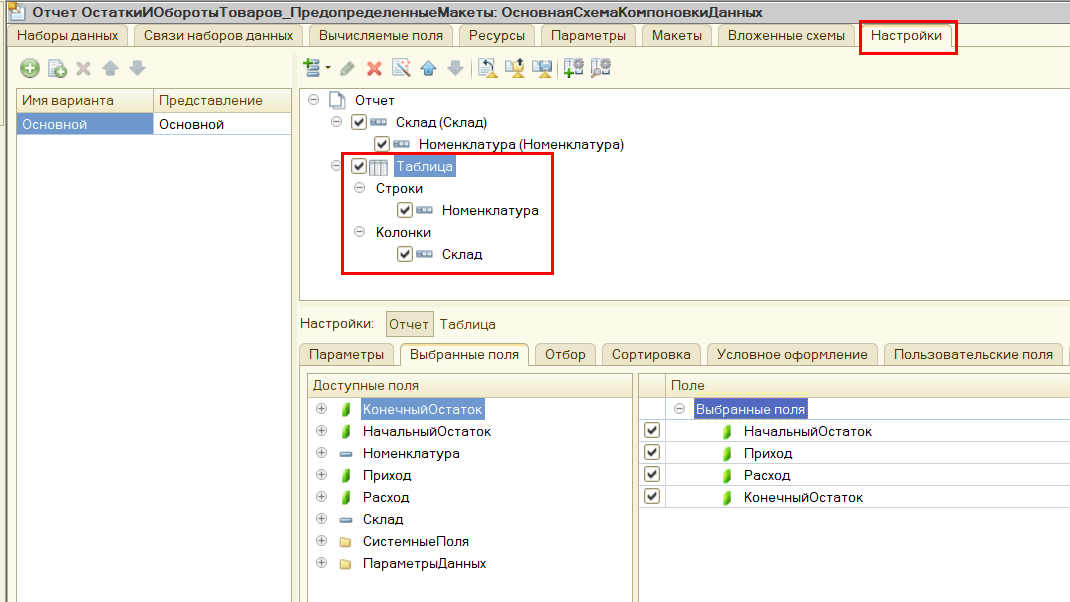 Отчет ОстаткиИОборотыТоваров_ПредопределенныеМакеты: ОсновнаяСхемаКомпоновкиДанных
Наборы данных Связи наборов данных Вычисляемые поля Ресурсы Параметры Макеты Вложенные схемы Настройки
Имя варианта Представление
Основной Основной
Отчет
Склад (Склад)
Номенклатура (Номенклатура)
Таблица
Строки
Номенклатура
Колонки
Склад
Настройки: Отчет Таблица
Параметры Выбранные поля Отбор Сортировка Условное оформление Пользовательские поля
Доступные поля
КонечныйОстаток
НачальныйОстаток
Номенклатура
Приход
Расход
Склад
СистемныеПоля
ПараметрыДанных
Поле
Выбранные поля
НачальныйОстаток
Приход
Расход
КонечныйОстаток